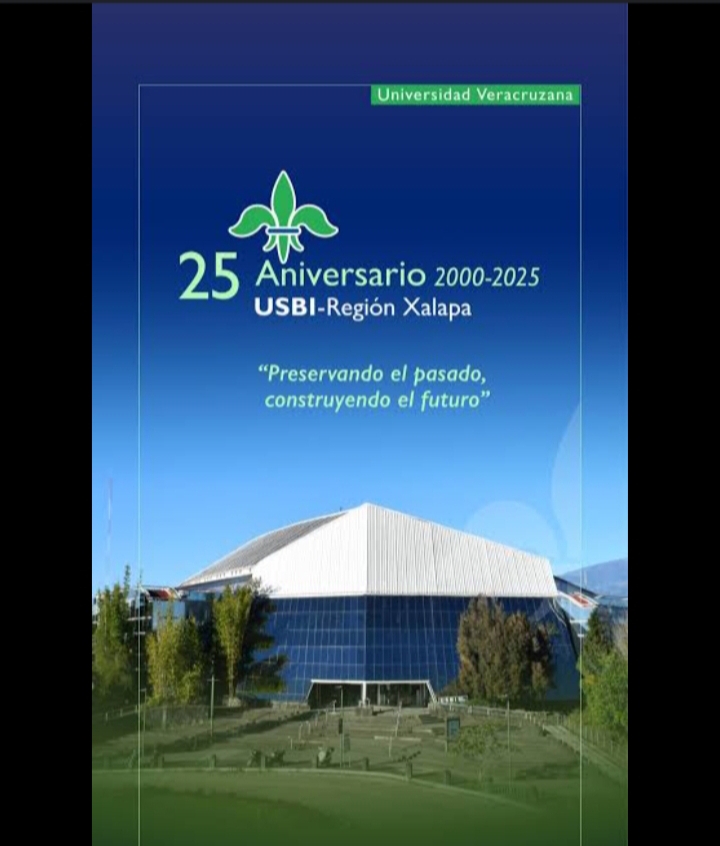 Universidad Veracruzana
25 Aniversario 2000-2025
USBI-Región Xalapa
“Preservando el pasado,
construyendo el futuro”